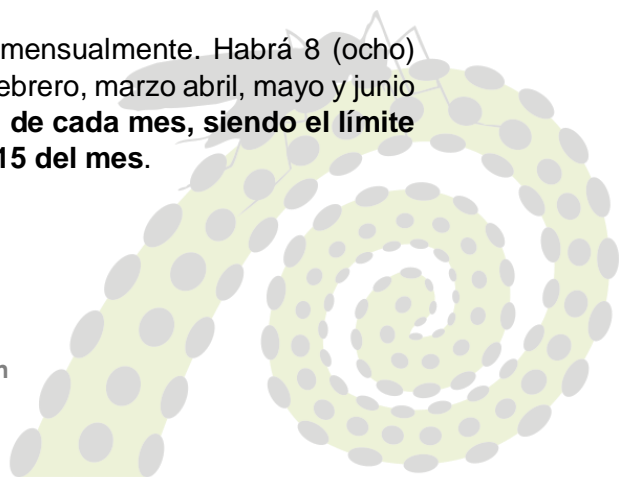 mensualmente. Habrá 8 (ocho)
ebrero, marzo abril, mayo y junio
de cada mes, siendo el límite
15 del mes.
n